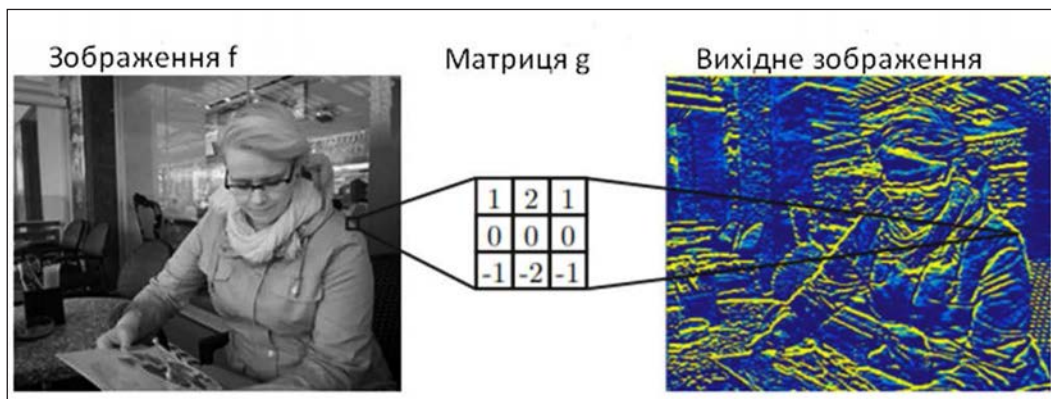 Зображення f
Матриця g
Вихідне зображення
1 2 1
0 0 0
-1 -2 -1